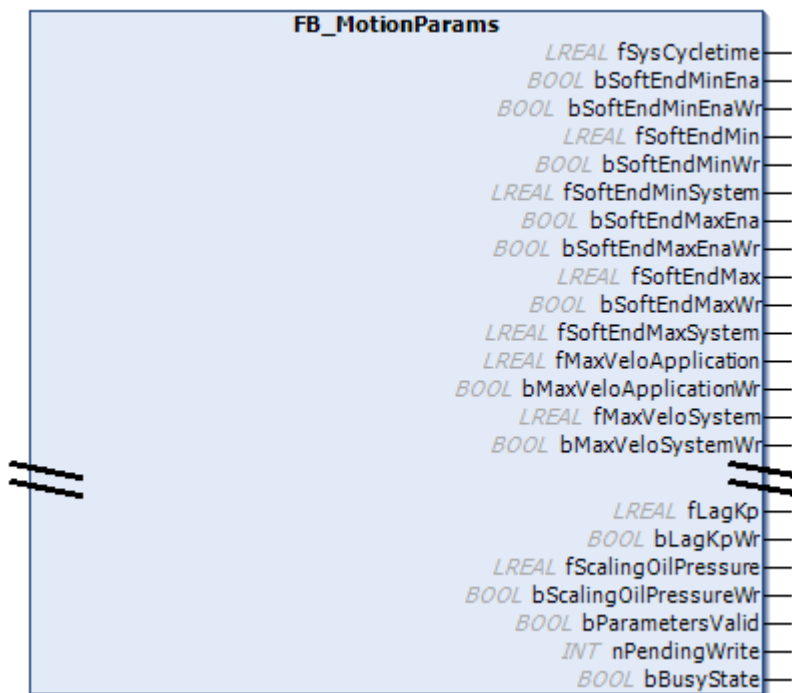 FB_MotionParams
LREAL fSysCycletime
BOOL bSoftEndMinEna
BOOL bSoftEndMinEnaWr
LREAL fSoftEndMin
BOOL bSoftEndMinWr
LREAL fSoftEndMinSystem
BOOL bSoftEndMaxEna
BOOL bSoftEndMaxEnaWr
LREAL fSoftEndMax
BOOL bSoftEndMaxWr
LREAL fSoftEndMaxSystem
LREAL fMaxVeloApplication
BOOL bMaxVeloApplicationWr
LREAL fMaxVeloSystem
BOOL bMaxVeloSystemWr
LREAL fLagKp
BOOL bLagKpWr
LREAL fScalingOilPressure
BOOL bScalingOilPressureWr
BOOL bParametersValid
INT nPendingWrite
BOOL bBusyState